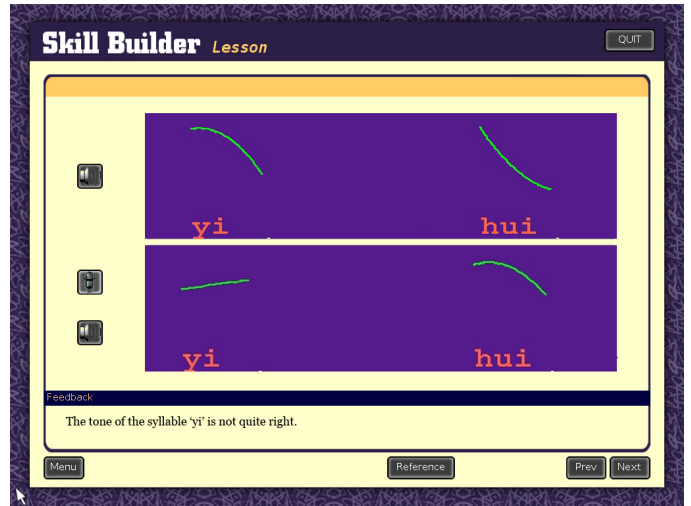 Skill Builder Lesson
QUIT
yi hui
yi hui
Feedback
The tone of the syllable ‘yi’ is not quite right.
Menu Reference Prev Next